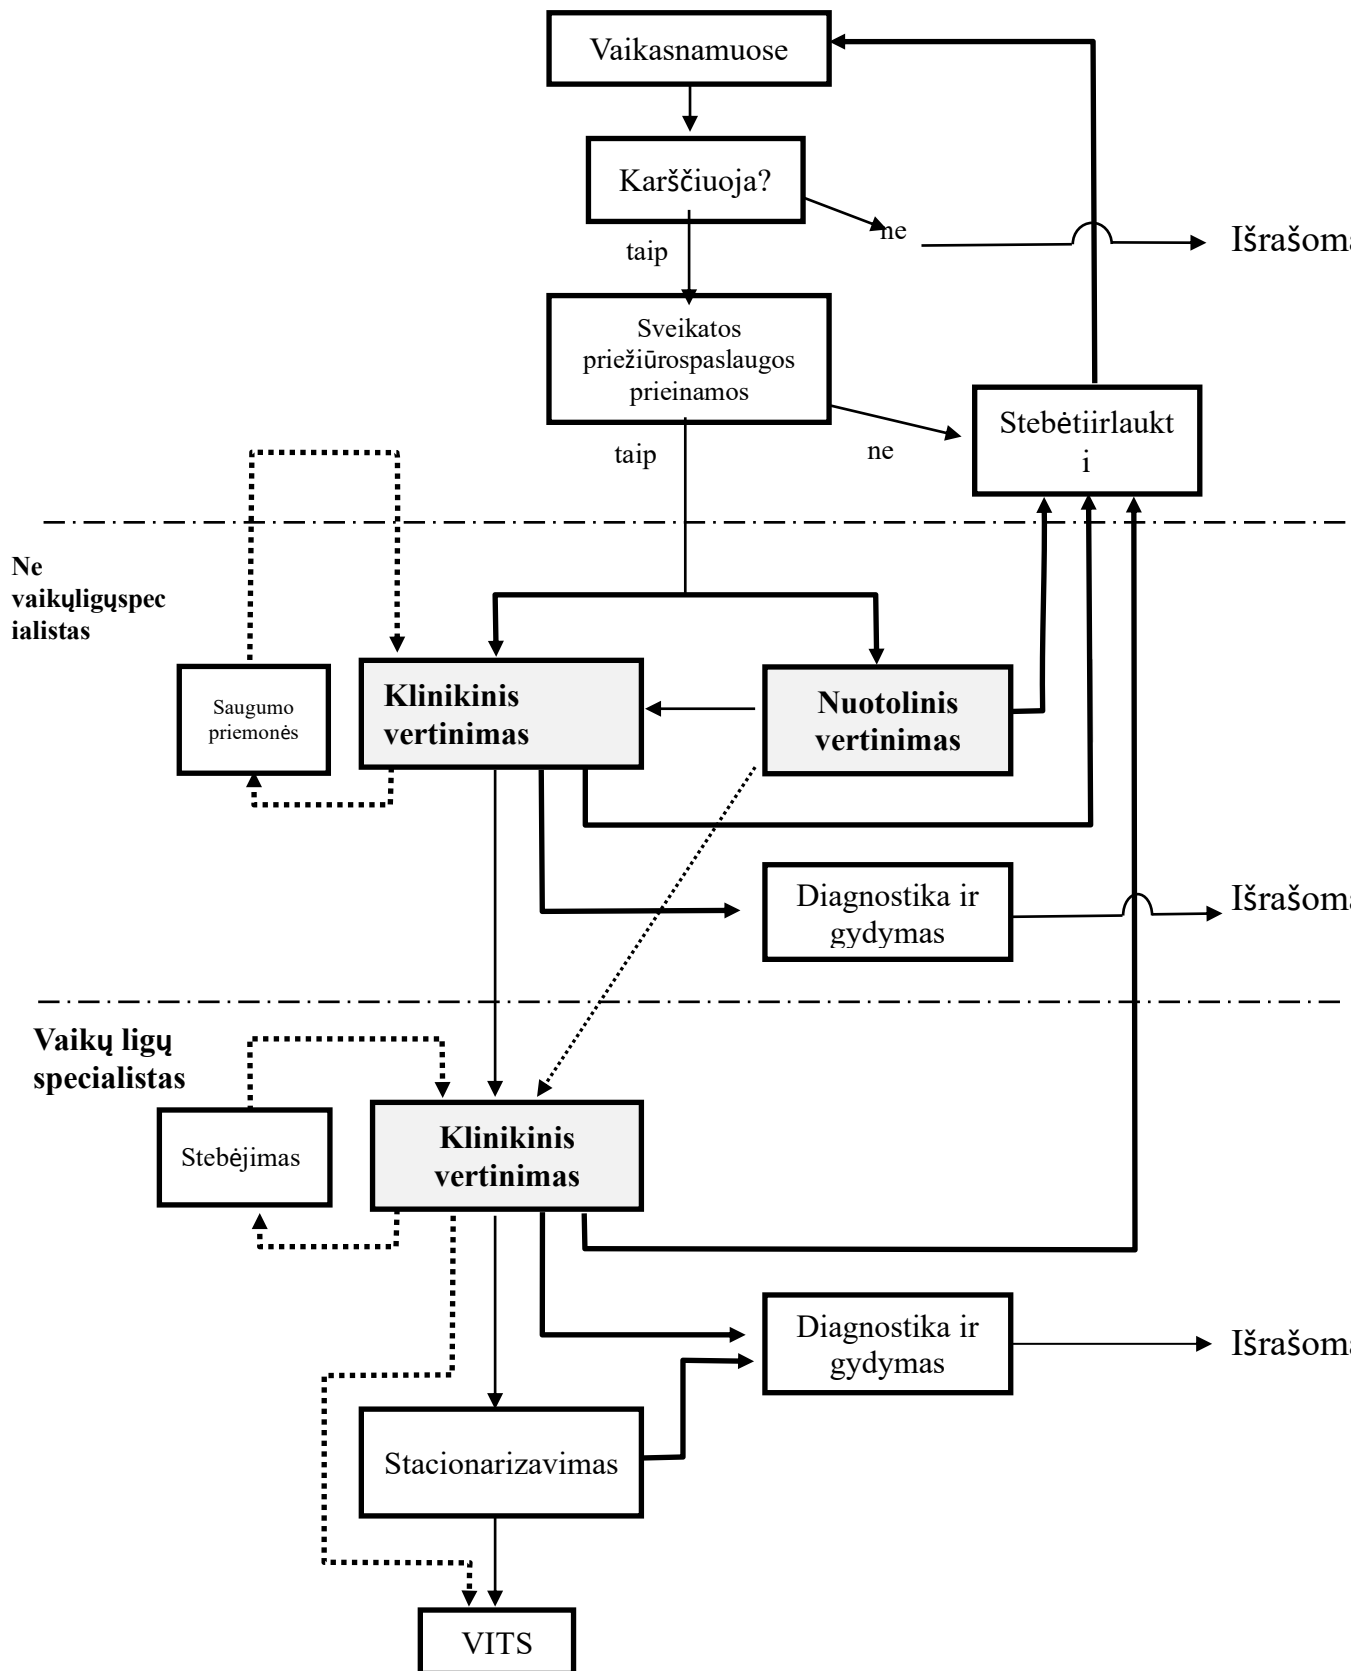 Vaikasnamuose
Karščiuoja?
ne
Išrašoma
taip
Sveikatos
priežiūrospaslaugos
prieinamos
Stebėtiirlaukt
i
taip
ne
Ne
vaikųligųspec
ialistas
Saugumo
priemonės
Klinikinis
vertinimas
Nuotolinis
vertinimas
Diagnostika ir
gydymas
Išrašoma
Vaikų ligų
specialistas
Stebėjimas
Klinikinis
vertinimas
Diagnostika ir
gydymas
Išrašoma
Stacionarizavimas
VITS